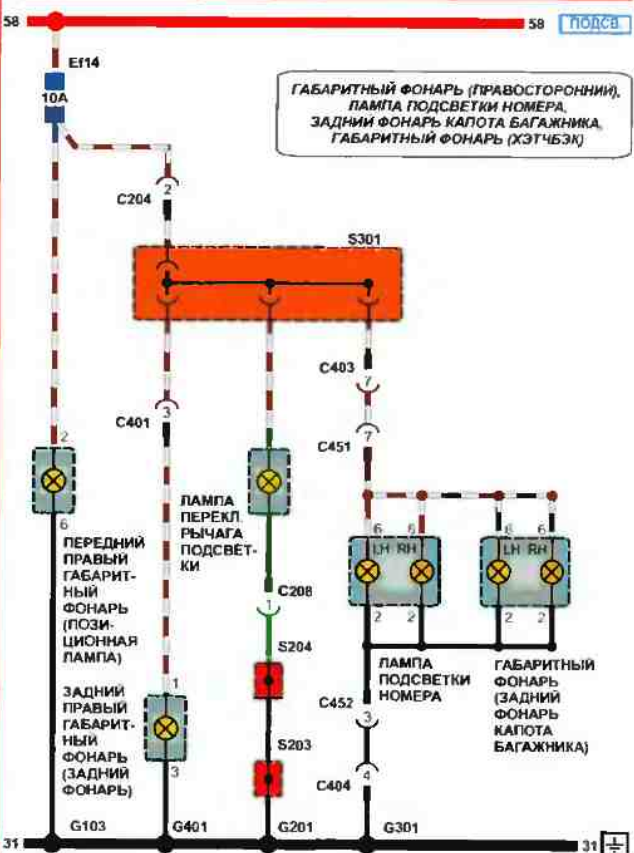 58
58
ПОДСВ.
Ef14
10A
ГАБАРИТНЫЙ ФОНАРЬ (ПРАВОСТОРОННИЙ),
ЛАМПА ПОДСВЕТКИ НОМЕРА,
ЗАДНИЙ ФОНАРЬ КАПОТА БАГАЖНИКА,
ГАБАРИТНЫЙ ФОНАРЬ (ХЭТЧБЭК)
C204
2
S301
C403
7
C401
3
C451
7
2
6
ПЕРЕДНИЙ
ПРАВЫЙ
ГАБАРИТ-
НЫЙ
ФОНАРЬ
(ПОЗИ-
ЦИОННАЯ
ЛАМПА)
ЛАМПА
ПЕРЕКЛ.
РЫЧАГА
ПОДСВЕТ-
КИ
6
6
6
6
LH RH
LH RH
2
2
2
2
C208
1
S204
ЛАМПА
ПОДСВЕТКИ
НОМЕРА
ГАБАРИТНЫЙ
ФОНАРЬ
(ЗАДНИЙ
ФОНАРЬ
КАПОТА
БАГАЖНИКА)
ЗАДНИЙ
ПРАВЫЙ
ГАБАРИТ-
НЫЙ
ФОНАРЬ
(ЗАДНИЙ
ФОНАРЬ)
1
3
C452
3
S203
C404
4
31
G103
G401
G201
G301
31